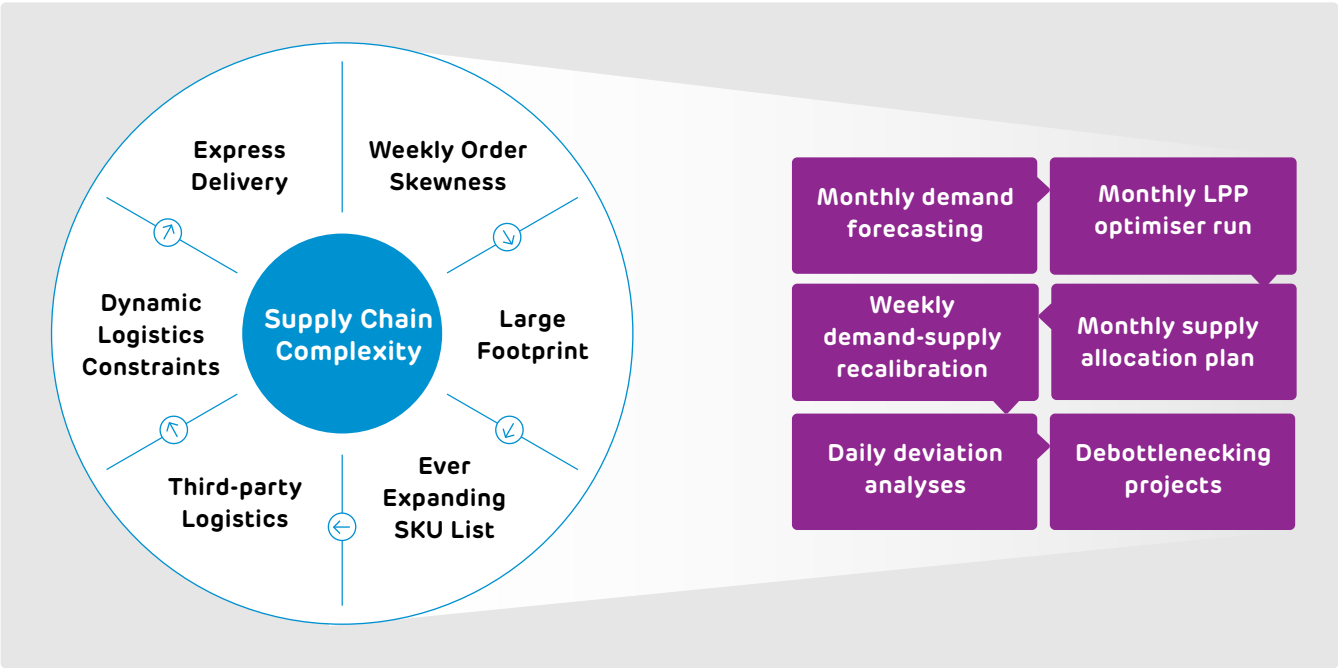 Express
Delivery
Weekly Order
Skewness
Large
Footprint
Ever
Expanding
SKU List
Third-party
Logistics
Dynamic
Logistics
Constraints
Supply Chain
Complexity
Monthly demand
forecasting
Monthly LPP
optimiser run
Monthly supply
allocation plan
Weekly
demand-supply
recalibration
Daily deviation
analyses
Debottlenecking
projects